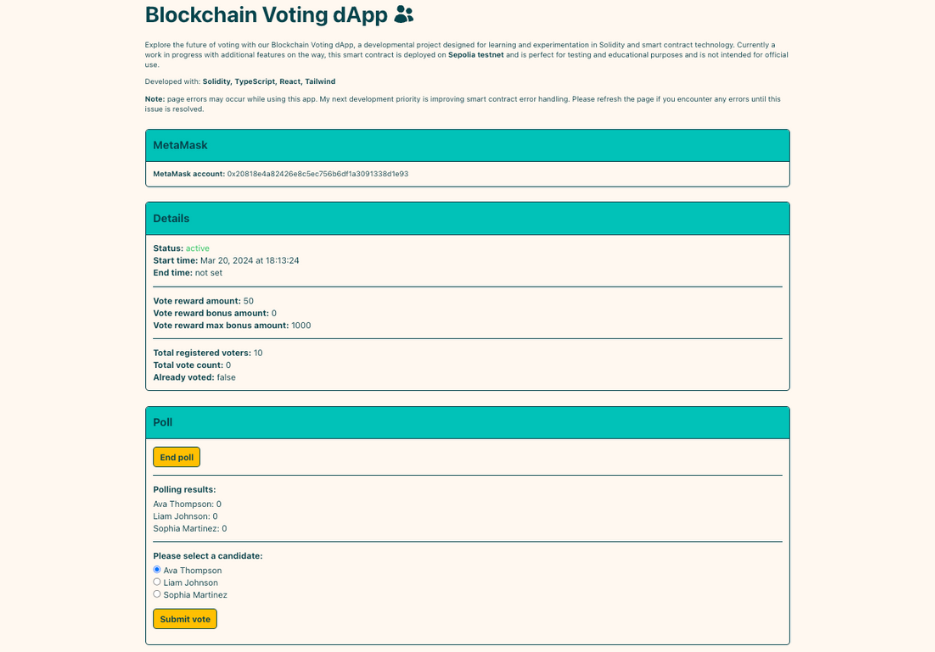 Blockchain Voting dApp
Explore the future of voting with our Blockchain Voting dApp, a developmental project designed for learning and experimentation in Solidity and smart contract technology. Currently a
work in progress with additional features on the way, this smart contract is deployed on Sepolia testnet and is perfect for testing and educational purposes and is not intended for official
use.
Developed with: Solidity, TypeScript, React, Tailwind
Note: page errors may occur while using this app. My next development priority is improving smart contract error handling. Please refresh the page if you encounter any errors until this
issue is resolved.
MetaMask
MetaMask account: 0x20818e4a82426e8c5ec756b6df1a3091338d1e93
Details
Status: active
Start time: Mar 20, 2024 at 18:13:24
End time: not set
Vote reward amount: 50
Vote reward bonus amount: 0
Vote reward max bonus amount: 1000
Total registered voters: 10
Total vote count: 0
Already voted: false
Poll
End poll
Polling results:
Ava Thompson: 0
Liam Johnson: 0
Sophia Martinez: 0
Please select a candidate:
Ava Thompson
Liam Johnson
Sophia Martinez
Submit vote